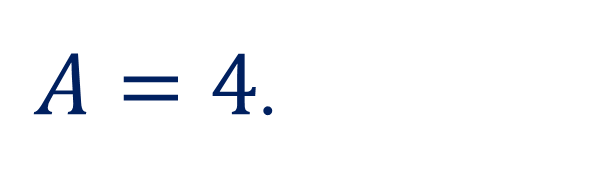 A = 4.